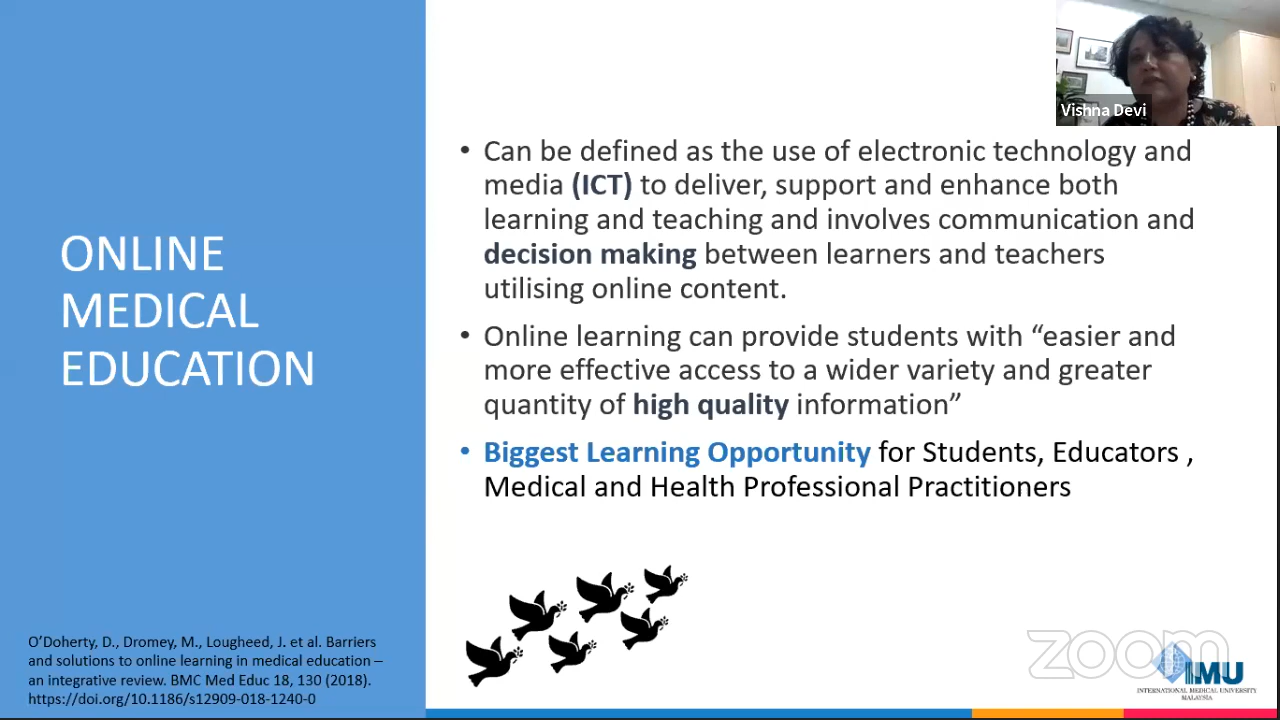 ONLINE
MEDICAL
EDUCATION
O’Doherty, D., Dromey, M., Lougheed, J. et al. Barriers
and solutions to online learning in medical education –
an integrative review. BMC Med Educ 18, 130 (2018).
https://doi.org/10.1186/s12909-018-1240-0
Vishna Devi
• Can be defined as the use of electronic technology and
media (ICT) to deliver, support and enhance both
learning and teaching and involves communication and
decision making between learners and teachers
utilising online content.
• Online learning can provide students with “easier and
more effective access to a wider variety and greater
quantity of high quality information”
• Biggest Learning Opportunity for Students, Educators ,
Medical and Health Professional Practitioners
zoom
IMU
INTERNATIONAL MEDICAL UNIVERSITY
MALAYSIA